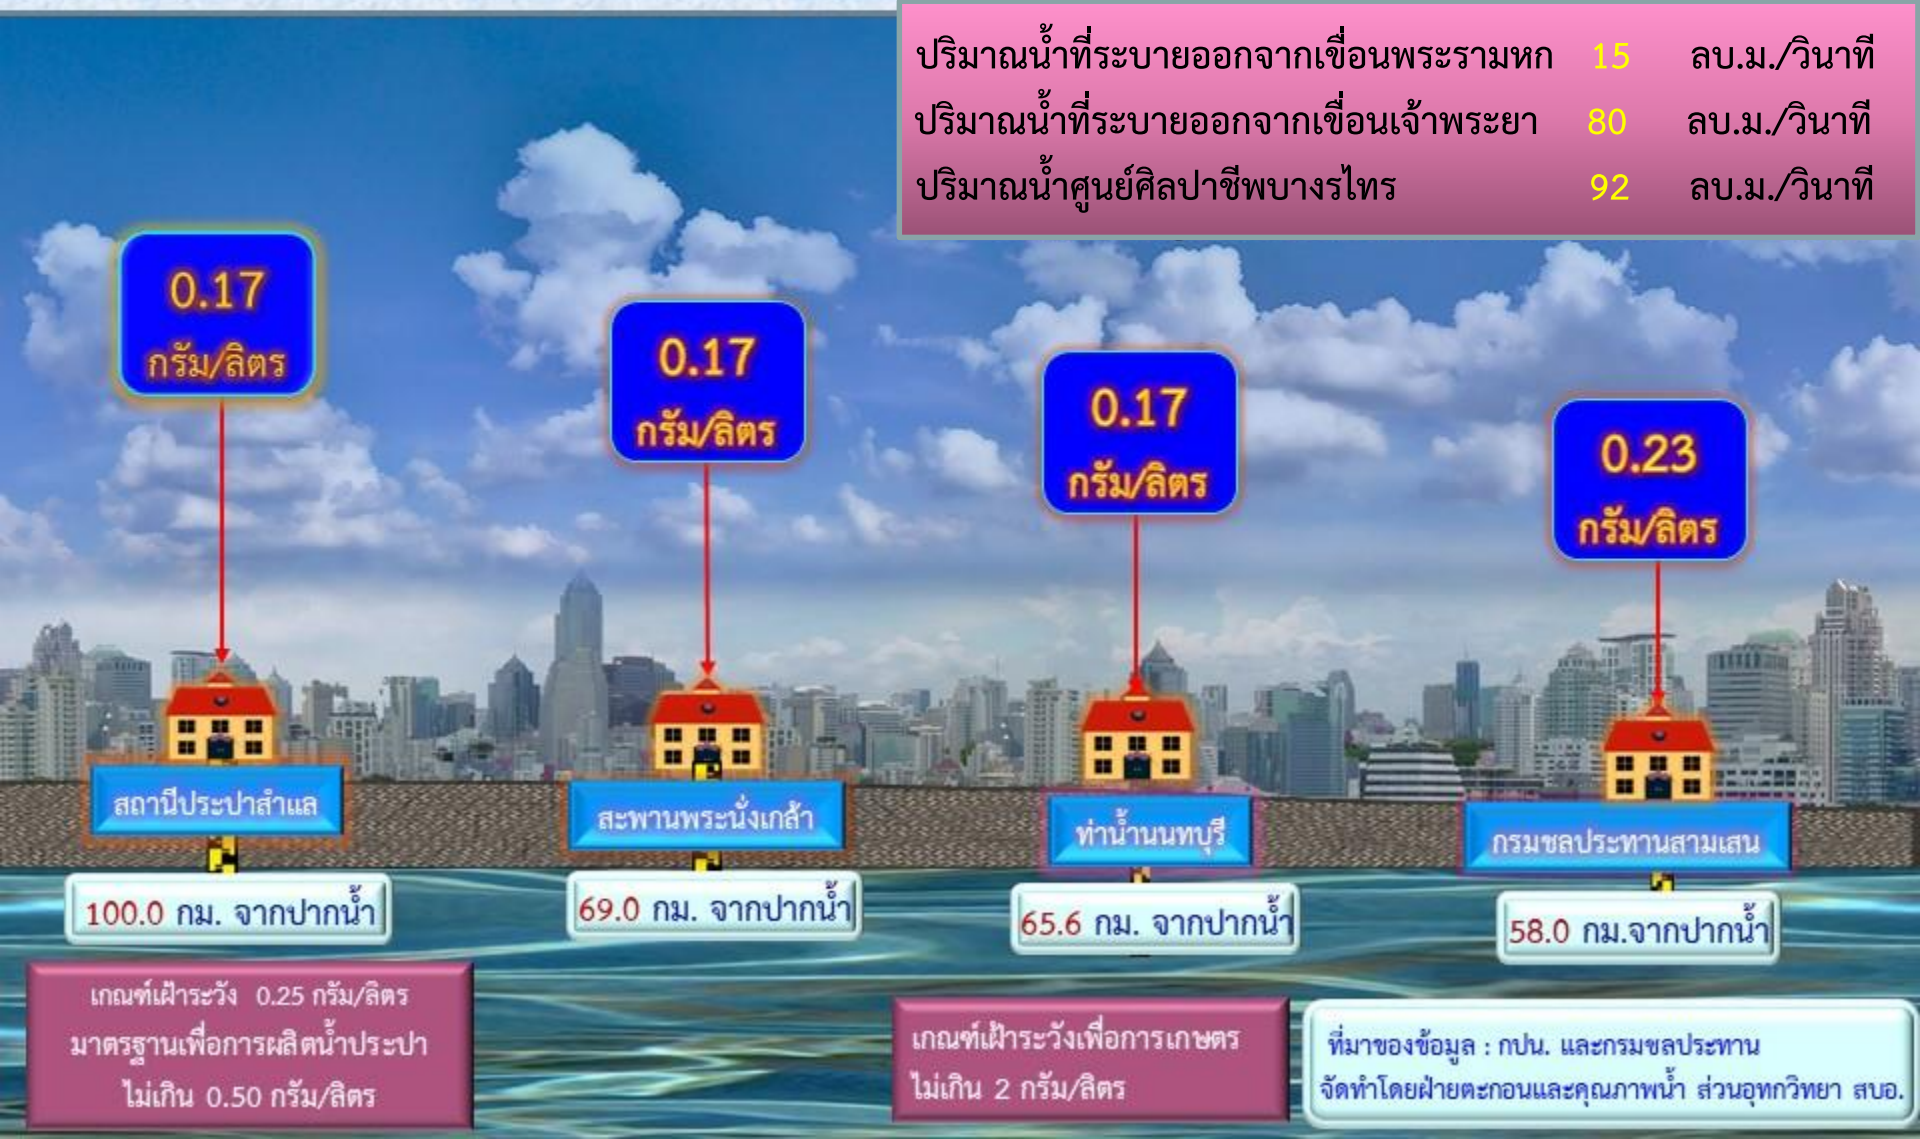 ปริมาณน้ำที่ระบายออกจากเขื่อนพระรามหก 15 ลบ.ม./วินาที
ปริมาณน้ำที่ระบายออกจากเขื่อนเจ้าพระยา 80 ลบ.ม./วินาที
ปริมาณน้ำศูนย์ศิลปาชีพบางรไทร 92 ลบ.ม./วินาที
0.17
กรัม/ลิตร
0.17
กรัม/ลิตร
0.17
กรัม/ลิตร
0.23
กรัม/ลิตร
สถานีประปาสำแล
สะพานพระนั่งเกล้า
ท่าน้ำนนทบุรี
กรมชลประทานสามเสน
100.0 กม. จากปากน้ำ
69.0 กม. จากปากน้ำ
65.6 กม. จากปากน้ำ
58.0 กม.จากปากน้ำ
เกณฑ์เฝ้าระวัง 0.25 กรัม/ลิตร
มาตรฐานเพื่อการผลิตน้ำประปา
ไม่เกิน 0.50 กรัม/ลิตร
เกณฑ์เฝ้าระวังเพื่อการเกษตร
ไม่เกิน 2 กรัม/ลิตร
ที่มาของข้อมูล : กปน. และกรมชลประทาน
จัดทำโดยฝ่ายตะกอนและคุณภาพน้ำ ส่วนอุทกวิทยา สบอ.